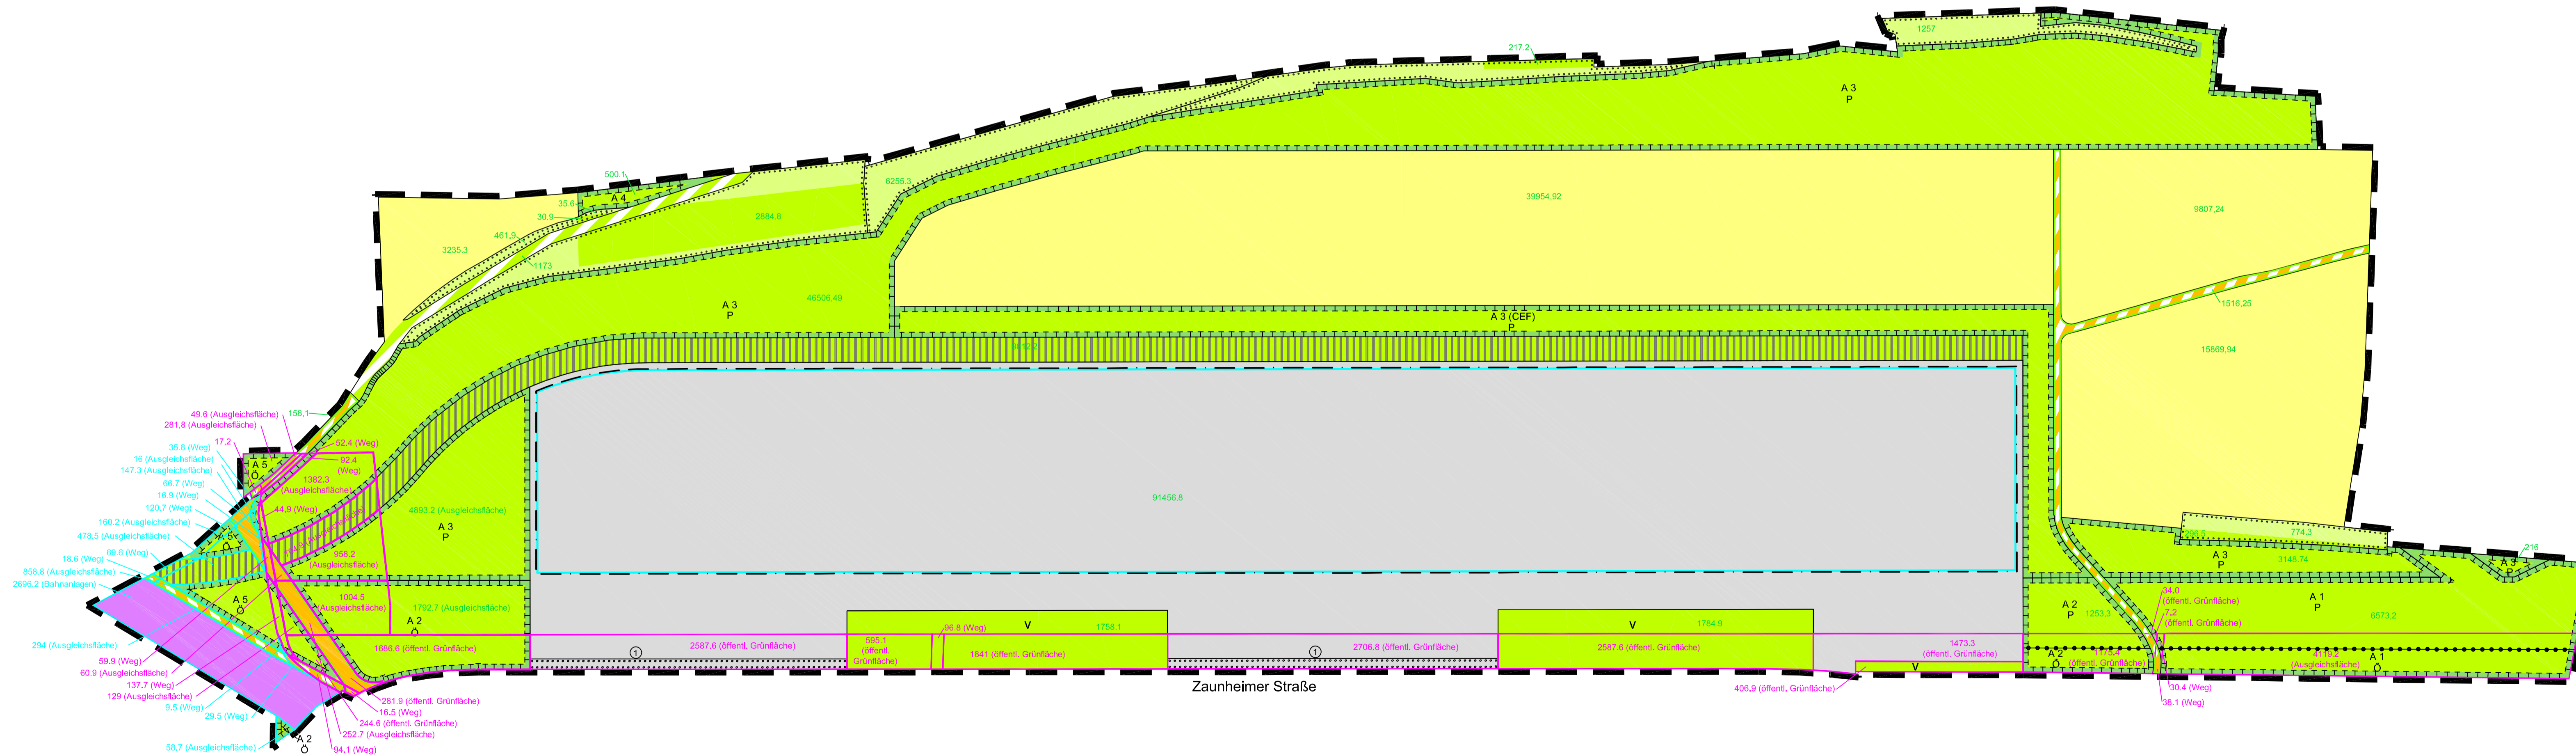 1257
217.2
A 3
P
500.1
A 4
35.6
30.9
2884.8
6255.3
39954,92
9807,24
461,9
3235.3
1173
46506,49
1516,25
A 3
P
A 3 (CEF)
P
15869,94
158,1
49.6 (Ausgleichsfläche)
281,8 (Ausgleichsfläche)
17.2
52,4 (Weg)
92.4
(Weg)
16 (Ausgleichsfläche)
147.3 (Ausgleichsfläche)
A 5
Ö
1382,3
(Ausgleichsfläche)
66.7 (Weg)
16.9 (Weg)
91456.8
120.7 (Weg)
44,9 (Weg)
4893.2 (Ausgleichsfläche)
160.2 (Ausgleichsfläche)
A 3
P
478,5 (Ausgleichsfläche)
A 5
Ö
774.3
68.6 (Weg)
18.6 (Weg)
958.2
(Ausgleichsfläche)
A 3
P
3148.74
216
A 3
P
858,8 (Ausgleichsfläche)
2696,2 (Bahnanlagen)
A 5
Ö
1004.5
(Ausgleichsfläche)
1792.7 (Ausgleichsfläche)
A 2
Ö
34,0
(öffentl. Grünfläche)
7,2
(öffentl. Grünfläche)
A 1
P
A 2
P
1253,3
6573,2
V
1758.1
V
1784.9
96.8 (Weg)
294 (Ausgleichsfläche)
1686.6 (öffentl. Grünfläche)
1
2587,6 (öffentl. Grünfläche)
595.1
(öffentl.
Grünfläche)
1841 (öffentl. Grünfläche)
1
2706,8 (öffentl. Grünfläche)
2587.6 (öffentl. Grünfläche)
1473.3
(öffentl. Grünfläche)
V
A 2
Ö
1175,4
(öffentl. Grünfläche)
4119.2
(Ausgleichsfläche)
A 1
Ö
59.9 (Weg)
60.9 (Ausgleichsfläche)
137.7 (Weg)
129 (Ausgleichsfläche)
9.5 (Weg)
29.5 (Weg)
Zaunheimer Straße
406,9 (öffentl. Grünfläche)
30.4 (Weg)
38.1 (Weg)
281.9 (öffentl. Grünfläche)
16,5 (Weg)
244.6 (öffentl. Grünfläche)
252.7 (Ausgleichsfläche)
94,1 (Weg)
58,7 (Ausgleichsfläche)
A 2
Ö